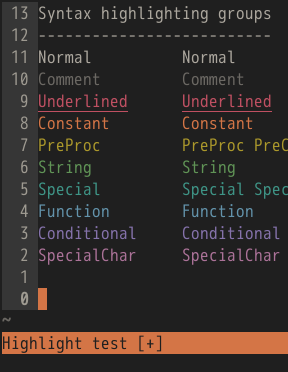 13 Syntax highlighting groups
12 --------------------------
11 Normal Normal
10 Comment Comment
9 Underlined Underlined
8 Constant Constant
7 PreProc PreProc PreC
6 String String
5 Special Special Spec
4 Function Function
3 Conditional Conditional
2 SpecialChar SpecialChar
1
0
~
Highlight test [+]